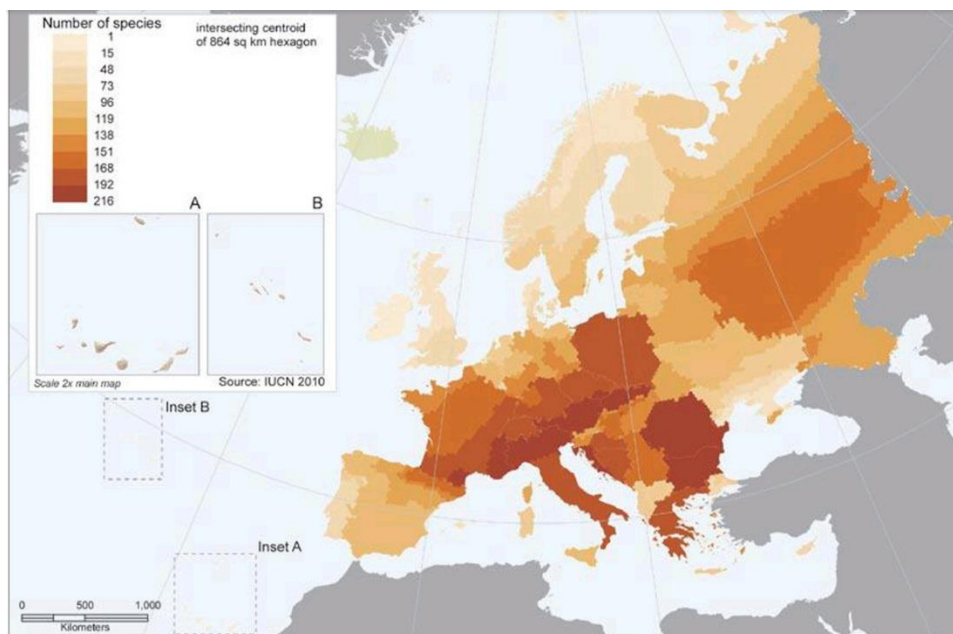 Number of species
intersecting centroid
of 864 sq km hexagon
1
15
48
73
96
119
138
151
168
192
216
A
B
Scale 2x main map
Source: IUCN 2010
Inset B
Inset A
0 500 1,000
Kilometers